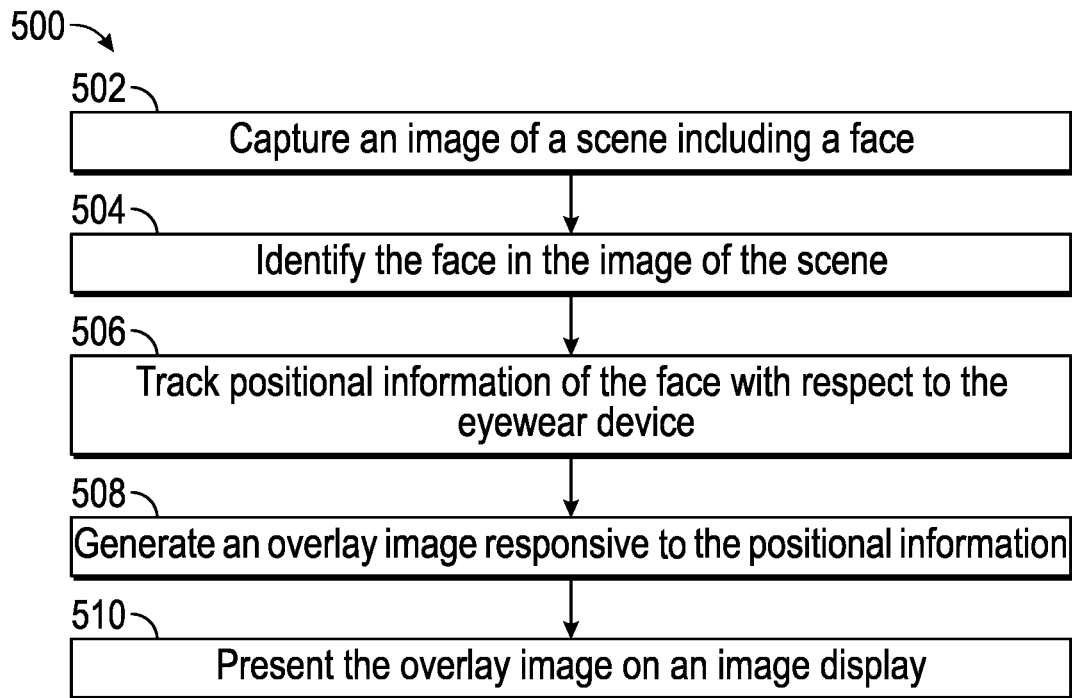 500
502
Capture an image of a scene including a face
504
Identify the face in the image of the scene
506
Track positional information of the face with respect to the
eyewear device
508
Generate an overlay image responsive to the positional information
510
Present the overlay image on an image display